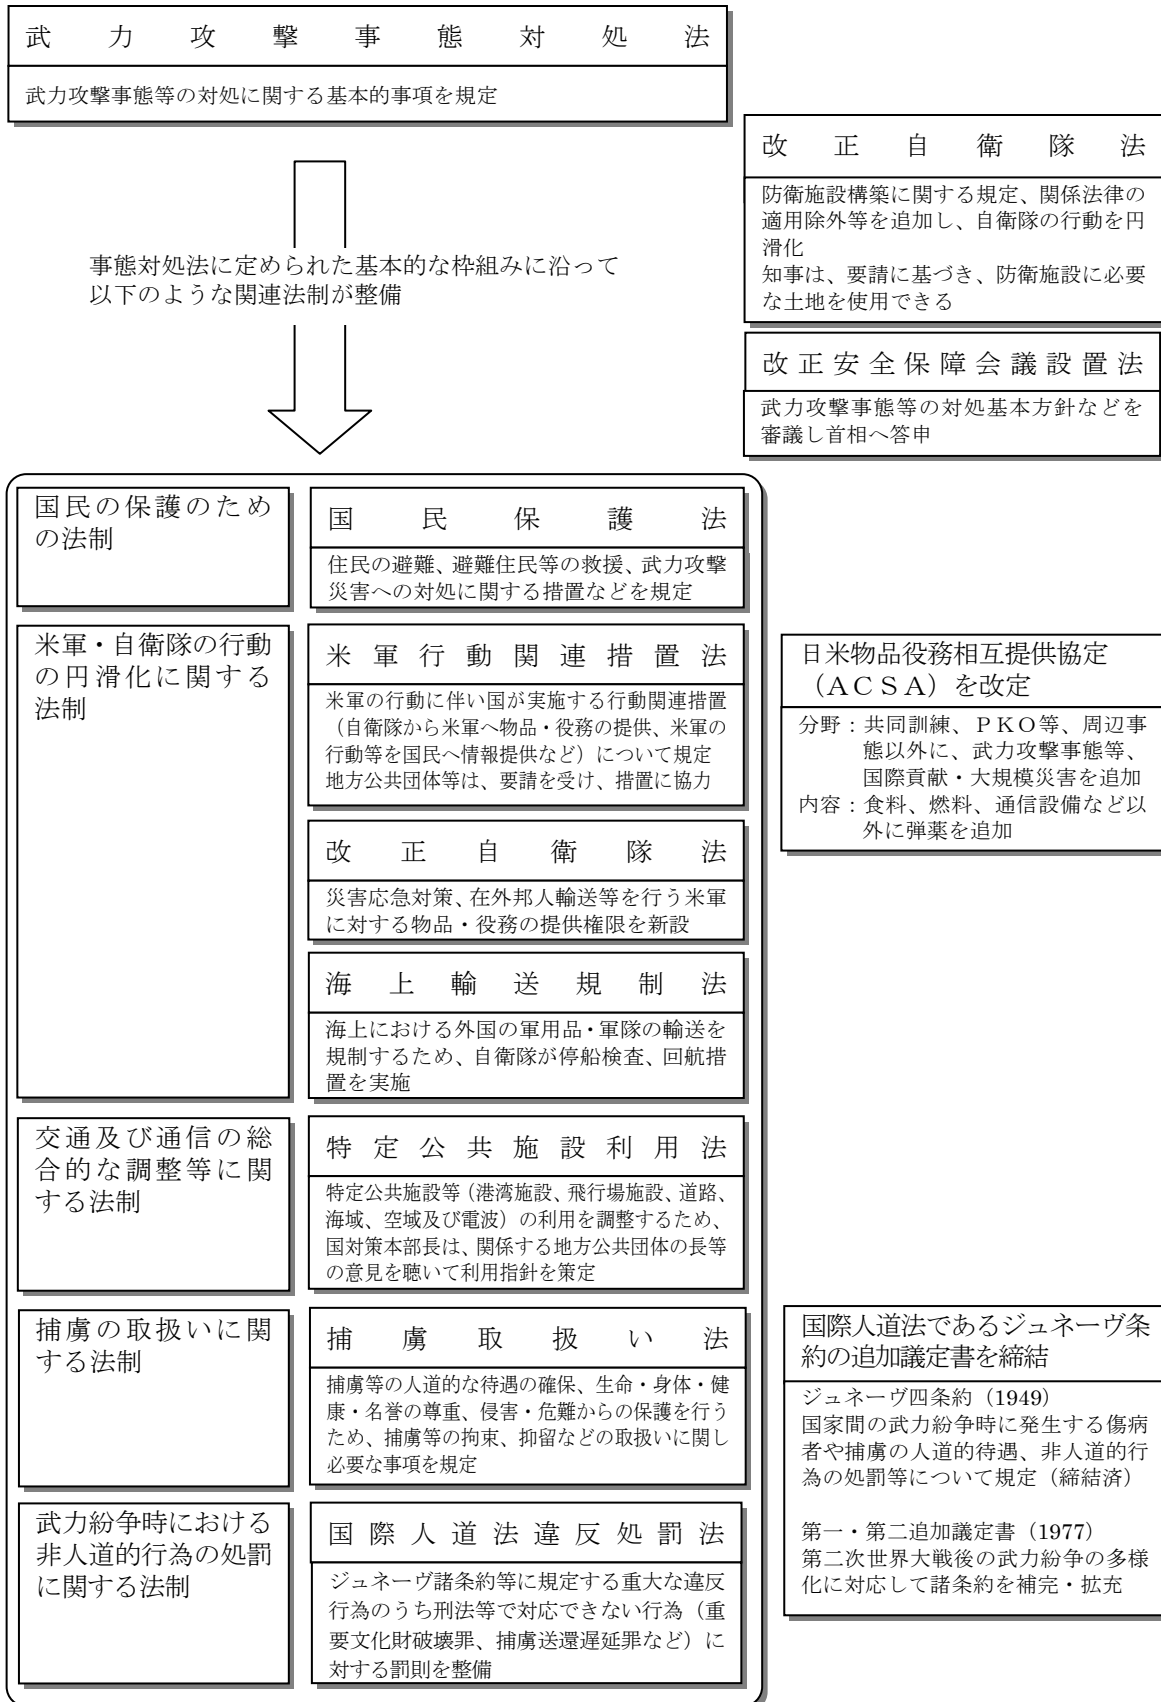 武力攻撃事態対処法
武力攻撃事態等の対処に関する基本的事項を規定
改正自衛隊法
防衛施設構築に関する規定、関係法律の
適用除外等を追加し、自衛隊の行動を円
滑化
知事は、要請に基づき、防衛施設に必要
な土地を使用できる
事態対処法に定められた基本的な枠組みに沿って
以下のような関連法制が整備
改正安全保障会議設置法
武力攻撃事態等の対処基本方針などを
審議し首相へ答申
国民の保護のため
の法制
国民保護法
住民の避難、避難住民等の救援、武力攻撃
災害への対処に関する措置などを規定
米軍・自衛隊の行動
の円滑化に関する
法制
米軍行動関連措置法
米軍の行動に伴い国が実施する行動関連措置
（自衛隊から米軍へ物品・役務の提供、米軍の
行動等を国民へ情報提供など）について規定
地方公共団体等は、要請を受け、措置に協力
日米物品役務相互提供協定
（ＡＣＳＡ）を改定
分野：共同訓練、ＰＫＯ等、周辺事
態以外に、武力攻撃事態等、
国際貢献・大規模災害を追加
内容：食料、燃料、通信設備など以
外に弾薬を追加
改正自衛隊法
災害応急対策、在外邦人輸送等を行う米軍
に対する物品・役務の提供権限を新設
海上輸送規制法
海上における外国の軍用品・軍隊の輸送を
規制するため、自衛隊が停船検査、回航措
置を実施
交通及び通信の総
合的な調整等に関
する法制
特定公共施設利用法
特定公共施設等（港湾施設、飛行場施設、道路、
海域、空域及び電波）の利用を調整するため、
国対策本部長は、関係する地方公共団体の長等
の意見を聴いて利用指針を策定
捕虜の取扱いに関
する法制
捕虜取扱い法
捕虜等の人道的な待遇の確保、生命・身体・健
康・名誉の尊重、侵害・危難からの保護を行う
ため、捕虜等の拘束、抑留などの取扱いに関し
必要な事項を規定
国際人道法であるジュネーヴ条
約の追加議定書を締結
ジュネーヴ四条約（1949）
国家間の武力紛争時に発生する傷病
者や捕虜の人道的待遇、非人道的行
為の処罰等について規定（締結済）
第一・第二追加議定書（1977）
第二次世界大戦後の武力紛争の多様
化に対応して諸条約を補完・拡充
武力紛争時における
非人道的行為の処罰
に関する法制
国際人道法違反処罰法
ジュネーヴ諸条約等に規定する重大な違反
行為のうち刑法等で対応できない行為（重
要文化財破壊罪、捕虜送還遅延罪など）に
対する罰則を整備